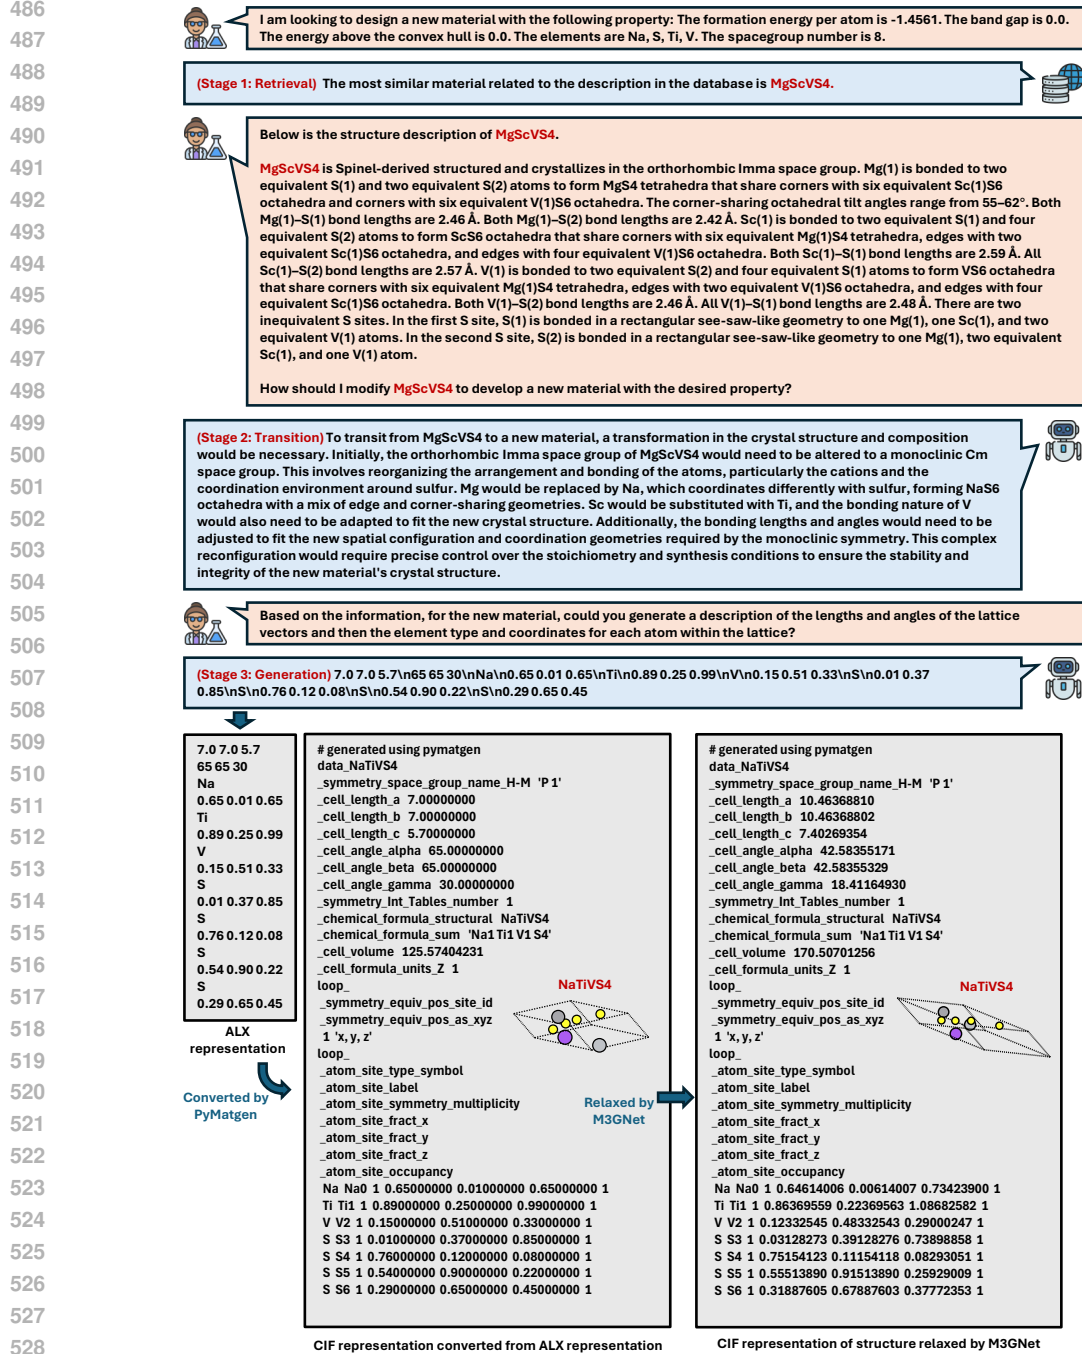 486
487
488
489
490
491
492
493
494
495
496
497
498
499
500
501
502
503
504
505
506
507
508
509
510
511
512
513
514
515
516
517
518
519
520
521
522
523
524
525
526
527
528
I am looking to design a new material with the following property: The formation energy per atom is -1.4561. The band gap is 0.0.
The energy above the convex hull is 0.0. The elements are Na, S, Ti, V. The spacegroup number is 8.
(Stage 1: Retrieval) The most similar material related to the description in the database is MgScVS4.
Below is the structure description of MgScVS4.
MgScVS4 is Spinel-derived structured and crystallizes in the orthorhombic Imma space group. Mg(1) is bonded to two
equivalent S(1) and two equivalent S(2) atoms to form MgS4 tetrahedra that share corners with six equivalent Sc(1)S6
octahedra and corners with six equivalent V(1)S6 octahedra. The corner-sharing octahedral tilt angles range from 55–62°. Both
Mg(1)–S(1) bond lengths are 2.46 Å. Both Mg(1)–S(2) bond lengths are 2.42 Å. Sc(1) is bonded to two equivalent S(1) and four
equivalent S(2) atoms to form ScS6 octahedra that share corners with six equivalent Mg(1)S4 tetrahedra, edges with two
equivalent Sc(1)S6 octahedra, and edges with four equivalent V(1)S6 octahedra. Both Sc(1)–S(1) bond lengths are 2.59 Å. All
Sc(1)–S(2) bond lengths are 2.57 Å. V(1) is bonded to two equivalent S(2) and four equivalent S(1) atoms to form VS6 octahedra
that share corners with six equivalent Mg(1)S4 tetrahedra, edges with two equivalent V(1)S6 octahedra, and edges with four
equivalent Sc(1)S6 octahedra. Both V(1)–S(2) bond lengths are 2.46 Å. All V(1)–S(1) bond lengths are 2.48 Å. There are two
inequivalent S sites. In the first S site, S(1) is bonded in a rectangular see-saw-like geometry to one Mg(1), one Sc(1), and two
equivalent V(1) atoms. In the second S site, S(2) is bonded in a rectangular see-saw-like geometry to one Mg(1), two equivalent
Sc(1), and one V(1) atom.
How should I modify MgScVS4 to develop a new material with the desired property?
(Stage 2: Transition) To transit from MgScVS4 to a new material, a transformation in the crystal structure and composition
would be necessary. Initially, the orthorhombic Imma space group of MgScVS4 would need to be altered to a monoclinic Cm
space group. This involves reorganizing the arrangement and bonding of the atoms, particularly the cations and the
coordination environment around sulfur. Mg would be replaced by Na, which coordinates differently with sulfur, forming NaS6
octahedra with a mix of edge and corner-sharing geometries. Sc would be substituted with Ti, and the bonding nature of V
would also need to be adapted to fit the new crystal structure. Additionally, the bonding lengths and angles would need to be
adjusted to fit the new spatial configuration and coordination geometries required by the monoclinic symmetry. This complex
reconfiguration would require precise control over the stoichiometry and synthesis conditions to ensure the stability and
integrity of the new material's crystal structure.
Based on the information, for the new material, could you generate a description of the lengths and angles of the lattice
vectors and then the element type and coordinates for each atom within the lattice?
(Stage 3: Generation) 7.0 7.0 5.7\n65 65 30\nNa\n0.65 0.01 0.65\nTi\n0.89 0.25 0.99\nV\n0.15 0.51 0.33\nS\n0.01 0.37
0.85\nS\n0.76 0.12 0.08\nS\n0.54 0.90 0.22\nS\n0.29 0.65 0.45
7.0 7.0 5.7
65 65 30
Na
0.65 0.01 0.65
Ti
0.89 0.25 0.99
V
0.15 0.51 0.33
S
0.01 0.37 0.85
S
0.76 0.12 0.08
S
0.54 0.90 0.22
S
0.29 0.65 0.45
ALX
representation
Converted by
PyMatgen
# generated using pymatgen
data_NaTiVS4
_symmetry_space_group_name_H-M 'P 1'
_cell_length_a 7.00000000
_cell_length_b 7.00000000
_cell_length_c 5.70000000
_cell_angle_alpha 65.00000000
_cell_angle_beta 65.00000000
_cell_angle_gamma 30.00000000
_symmetry_Int_Tables_number 1
_chemical_formula_structural NaTiVS4
_chemical_formula_sum 'Na1 Ti1 V1 S4'
_cell_volume 125.57404231
_cell_formula_units_Z 1
loop_
_symmetry_equiv_pos_site_id
_symmetry_equiv_pos_as_xyz
1 'x, y, z'
loop_
_atom_site_type_symbol
_atom_site_label
_atom_site_symmetry_multiplicity
_atom_site_fract_x
_atom_site_fract_y
_atom_site_fract_z
_atom_site_occupancy
Na Na0 1 0.65000000 0.01000000 0.65000000 1
Ti Ti1 1 0.89000000 0.25000000 0.99000000 1
V V2 1 0.15000000 0.51000000 0.33000000 1
S S3 1 0.01000000 0.37000000 0.85000000 1
S S4 1 0.76000000 0.12000000 0.08000000 1
S S5 1 0.54000000 0.90000000 0.22000000 1
S S6 1 0.29000000 0.65000000 0.45000000 1
NaTiVS4
CIF representation converted from ALX representation
Relaxed by
M3GNet
# generated using pymatgen
data_NaTiVS4
_symmetry_space_group_name_H-M 'P 1'
_cell_length_a 10.46368810
_cell_length_b 10.46368802
_cell_length_c 7.40269354
_cell_angle_alpha 42.58355171
_cell_angle_beta 42.58355329
_cell_angle_gamma 18.41164930
_symmetry_Int_Tables_number 1
_chemical_formula_structural NaTiVS4
_chemical_formula_sum 'Na1 Ti1 V1 S4'
_cell_volume 170.50701256
_cell_formula_units_Z 1
loop_
_symmetry_equiv_pos_site_id
_symmetry_equiv_pos_as_xyz
1 'x, y, z'
loop_
_atom_site_type_symbol
_atom_site_label
_atom_site_symmetry_multiplicity
_atom_site_fract_x
_atom_site_fract_y
_atom_site_fract_z
_atom_site_occupancy
Na Na0 1 0.64614006 0.00614007 0.73423900 1
Ti Ti1 1 0.86369559 0.22369563 1.08682582 1
V V2 1 0.12332545 0.48332543 0.29000247 1
S S3 1 0.03128273 0.39128276 0.73898858 1
S S4 1 0.75154123 0.11154118 0.08293051 1
S S5 1 0.55513890 0.91513890 0.25929009 1
S S6 1 0.31887605 0.67887603 0.37772353 1
NaTiVS4
CIF representation of structure relaxed by M3GNet